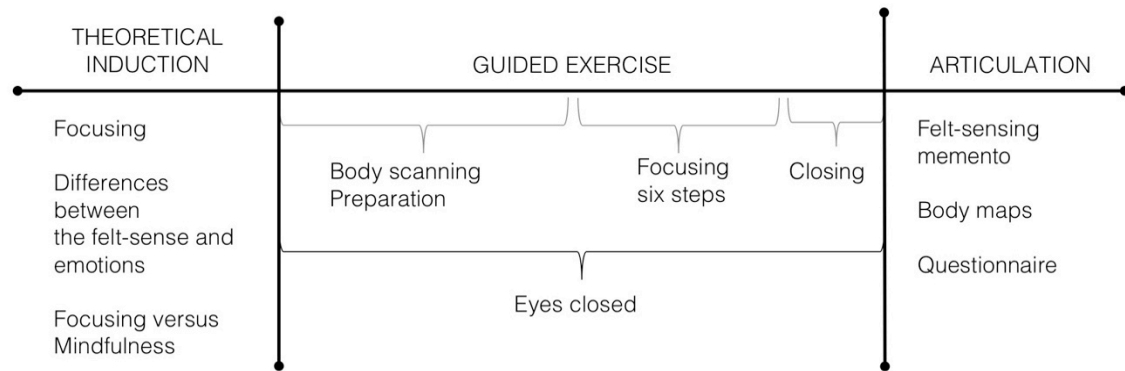 THEORETICAL
INDUCTION
Focusing
Differences
between
the felt-sense and
emotions
Focusing versus
Mindfulness
GUIDED EXERCISE
Body scanning
Preparation
Focusing
six steps
Closing
Eyes closed
ARTICULATION
Felt-sensing
memento
Body maps
Questionnaire